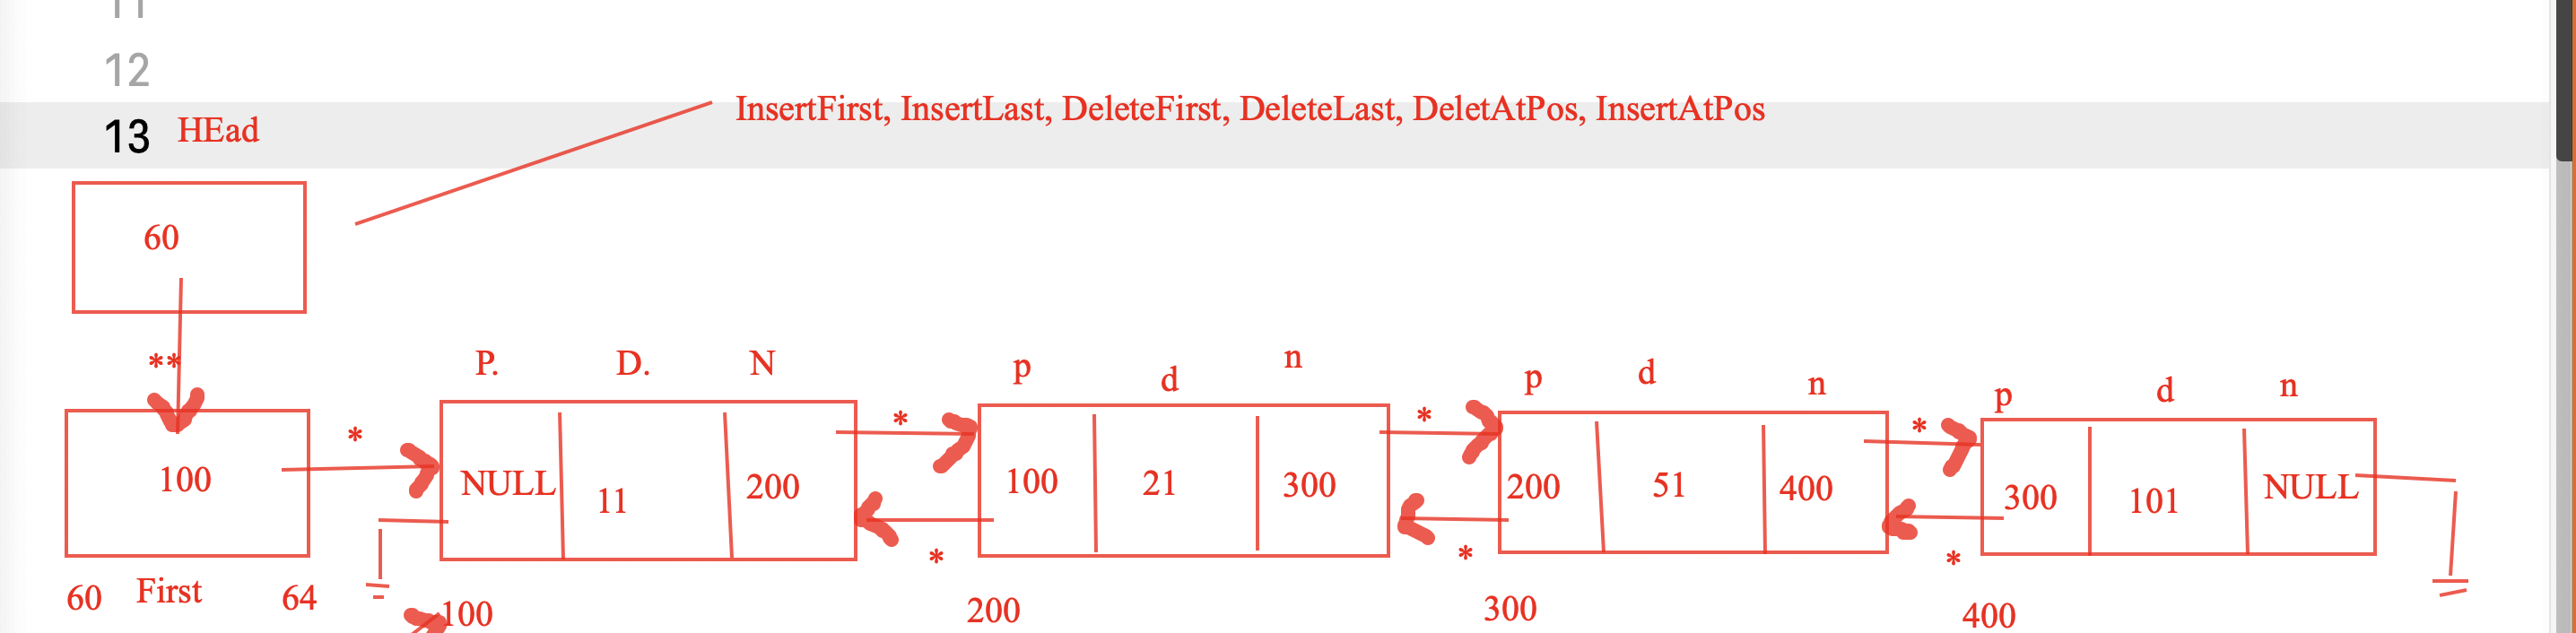 11
12
13 HEad InsertFirst, InsertLast, DeleteFirst, DeleteLast, DeletAtPos, InsertAtPos
60
** P. D. N p d n p d n p d n
100 * NULL 11 200 * 100 21 300 * 200 51 400 * 300 101 NULL
* * *
60 First 64 100 200 300 400